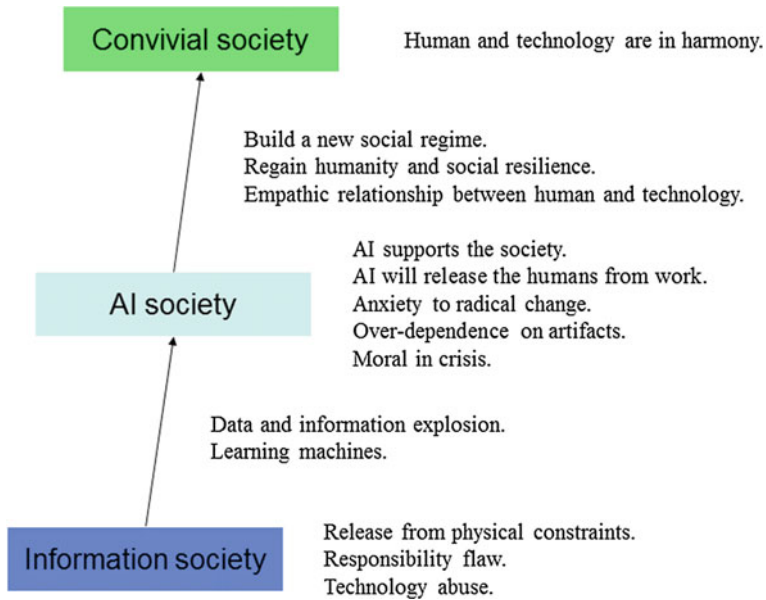 Convivial society
Human and technology are in harmony.
Build a new social regime.
Regain humanity and social resilience.
Empathic relationship between human and technology.
AI society
AI supports the society.
AI will release the humans from work.
Anxiety to radical change.
Over-dependence on artifacts.
Moral in crisis.
Data and information explosion.
Learning machines.
Information society
Release from physical constraints.
Responsibility flaw.
Technology abuse.